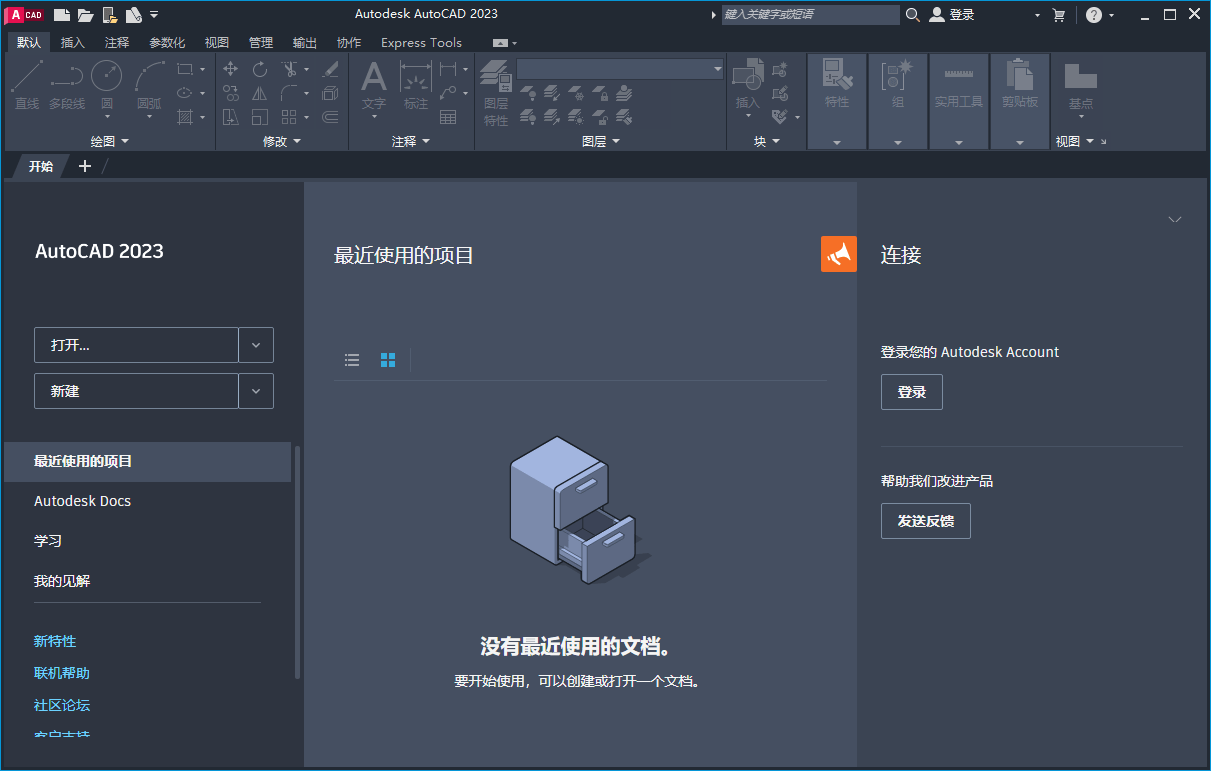 A CAD
Autodesk AutoCAD 2023
键入关键字或短语
登录
默认 插入 注释 参数化 视图 管理 输出 协作 Express Tools
直线 多段线 圆 圆弧
绘图
修改
文字 标注
注释
图层
特性
图层
插入
块
特性
组
实用工具
剪贴板
基点
视图
开始
AutoCAD 2023
打开...
新建
最近使用的项目
Autodesk Docs
学习
我的见解
新特性
联机帮助
社区论坛
客户支持
最近使用的项目
没有最近使用的文档。
要开始使用，可以创建或打开一个文档。
连接
登录您的 Autodesk Account
登录
帮助我们改进产品
发送反馈